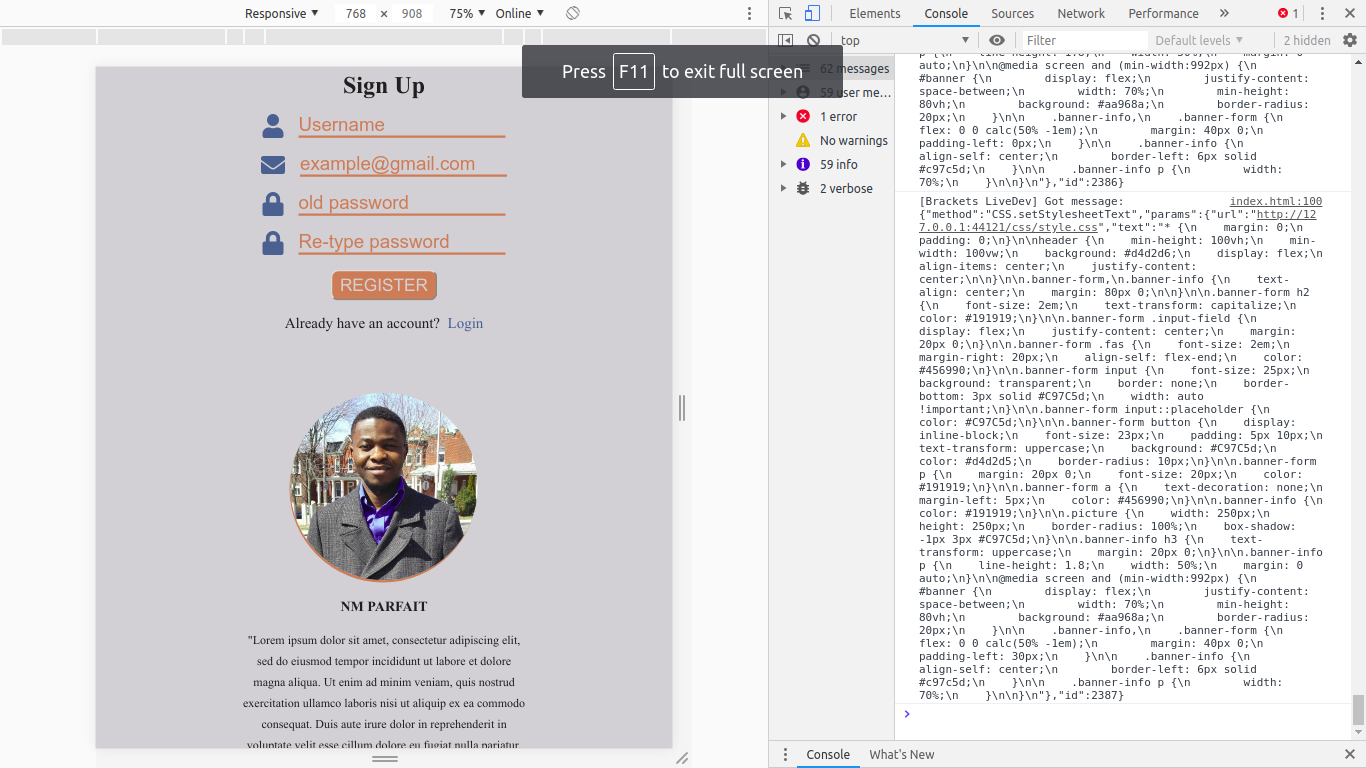 Responsive 768 × 908 75% Online
Elements Console Sources Network Performance » 1
top Filter Default levels 2 hidden
Press F11 to exit full screen
62 messages
59 user me…
1 error
No warnings
59 info
2 verbose
Sign Up
Username
example@gmail.com
old password
Re-type password
REGISTER
Already have an account? Login
NM PARFAIT
"Lorem ipsum dolor sit amet, consectetur adipiscing elit,
sed do eiusmod tempor incididunt ut labore et dolore
magna aliqua. Ut enim ad minim veniam, quis nostrud
exercitation ullamco laboris nisi ut aliquip ex ea commodo
consequat. Duis aute irure dolor in reprehenderit in
voluptate velit esse cillum dolore eu fugiat nulla pariatur.
auto;\n}\n\n@media screen and (min-width:992px) {\n
#banner {\n display: flex;\n justify-content:
space-between;\n width: 70%;\n min-height:
80vh;\n background: #aa968a;\n border-radius:
20px;\n }\n\n .banner-info,\n .banner-form {\n
flex: 0 0 calc(50% -1em);\n margin: 40px 0;\n
padding-left: 0px;\n }\n\n .banner-info {\n
align-self: center;\n border-left: 6px solid
#c97c5d;\n }\n\n .banner-info p {\n width:
70%;\n }\n\n}\n"},"id":2386}
[Brackets LiveDev] Got message: index.html:100
{"method":"CSS.setStylesheetText","params":{"url":"http://12
7.0.0.1:44121/css/style.css","text":"* {\n margin: 0;\n
padding: 0;\n}\n\nheader {\n min-height: 100vh;\n min-
width: 100vw;\n background: #d4d2d6;\n display: flex;\n
align-items: center;\n justify-content:
center;\n\n}\n\n.banner-form,\n.banner-info {\n text-
align: center;\n margin: 80px 0;\n\n}\n\n.banner-form h2
{\n font-size: 2em;\n text-transform: capitalize;\n
color: #191919;\n}\n\n.banner-form .input-field {\n
display: flex;\n justify-content: center;\n margin:
20px 0;\n}\n\n.banner-form .fas {\n font-size: 2em;\n
margin-right: 20px;\n align-self: flex-end;\n color:
#456990;\n}\n\n.banner-form input {\n font-size: 25px;\n
background: transparent;\n border: none;\n border-
bottom: 3px solid #C97C5d;\n width: auto
!important;\n}\n\n.banner-form input::placeholder {\n
color: #C97C5d;\n}\n\n.banner-form button {\n display:
inline-block;\n font-size: 23px;\n padding: 5px 10px;\n
text-transform: uppercase;\n background: #C97C5d;\n
color: #d4d2d5;\n border-radius: 10px;\n}\n\n.banner-form
p {\n margin: 20px 0;\n font-size: 20px;\n color:
#191919;\n}\n\n.banner-form a {\n text-decoration: none;\n
margin-left: 5px;\n color: #456990;\n}\n\n.banner-info {\n
color: #191919;\n}\n\n.picture {\n width: 250px;\n
height: 250px;\n border-radius: 100%;\n box-shadow:
-1px 3px #C97C5d;\n}\n\n.banner-info h3 {\n text-
transform: uppercase;\n margin: 20px 0;\n}\n\n.banner-info
p {\n line-height: 1.8;\n width: 50%;\n margin: 0
auto;\n}\n\n@media screen and (min-width:992px) {\n
#banner {\n display: flex;\n justify-content:
space-between;\n width: 70%;\n min-height:
80vh;\n background: #aa968a;\n border-radius:
20px;\n }\n\n .banner-info,\n .banner-form {\n
flex: 0 0 calc(50% -1em);\n margin: 40px 0;\n
padding-left: 30px;\n }\n\n .banner-info {\n
align-self: center;\n border-left: 6px solid
#c97c5d;\n }\n\n .banner-info p {\n width:
70%;\n }\n\n}\n"},"id":2387}
Console What's New